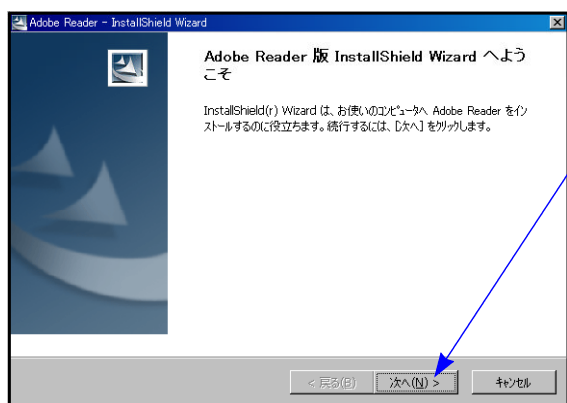 Adobe Reader - InstallShield Wizard
Adobe Reader 版 InstallShield Wizard へよう
こそ
InstallShield(r) Wizard は、お使いのコンピュータへ Adobe Reader をイン
ストールするのに役立ちます。続行するには、[次へ] をクリックします。
< 戻る(B) 次へ(N) > キャンセル